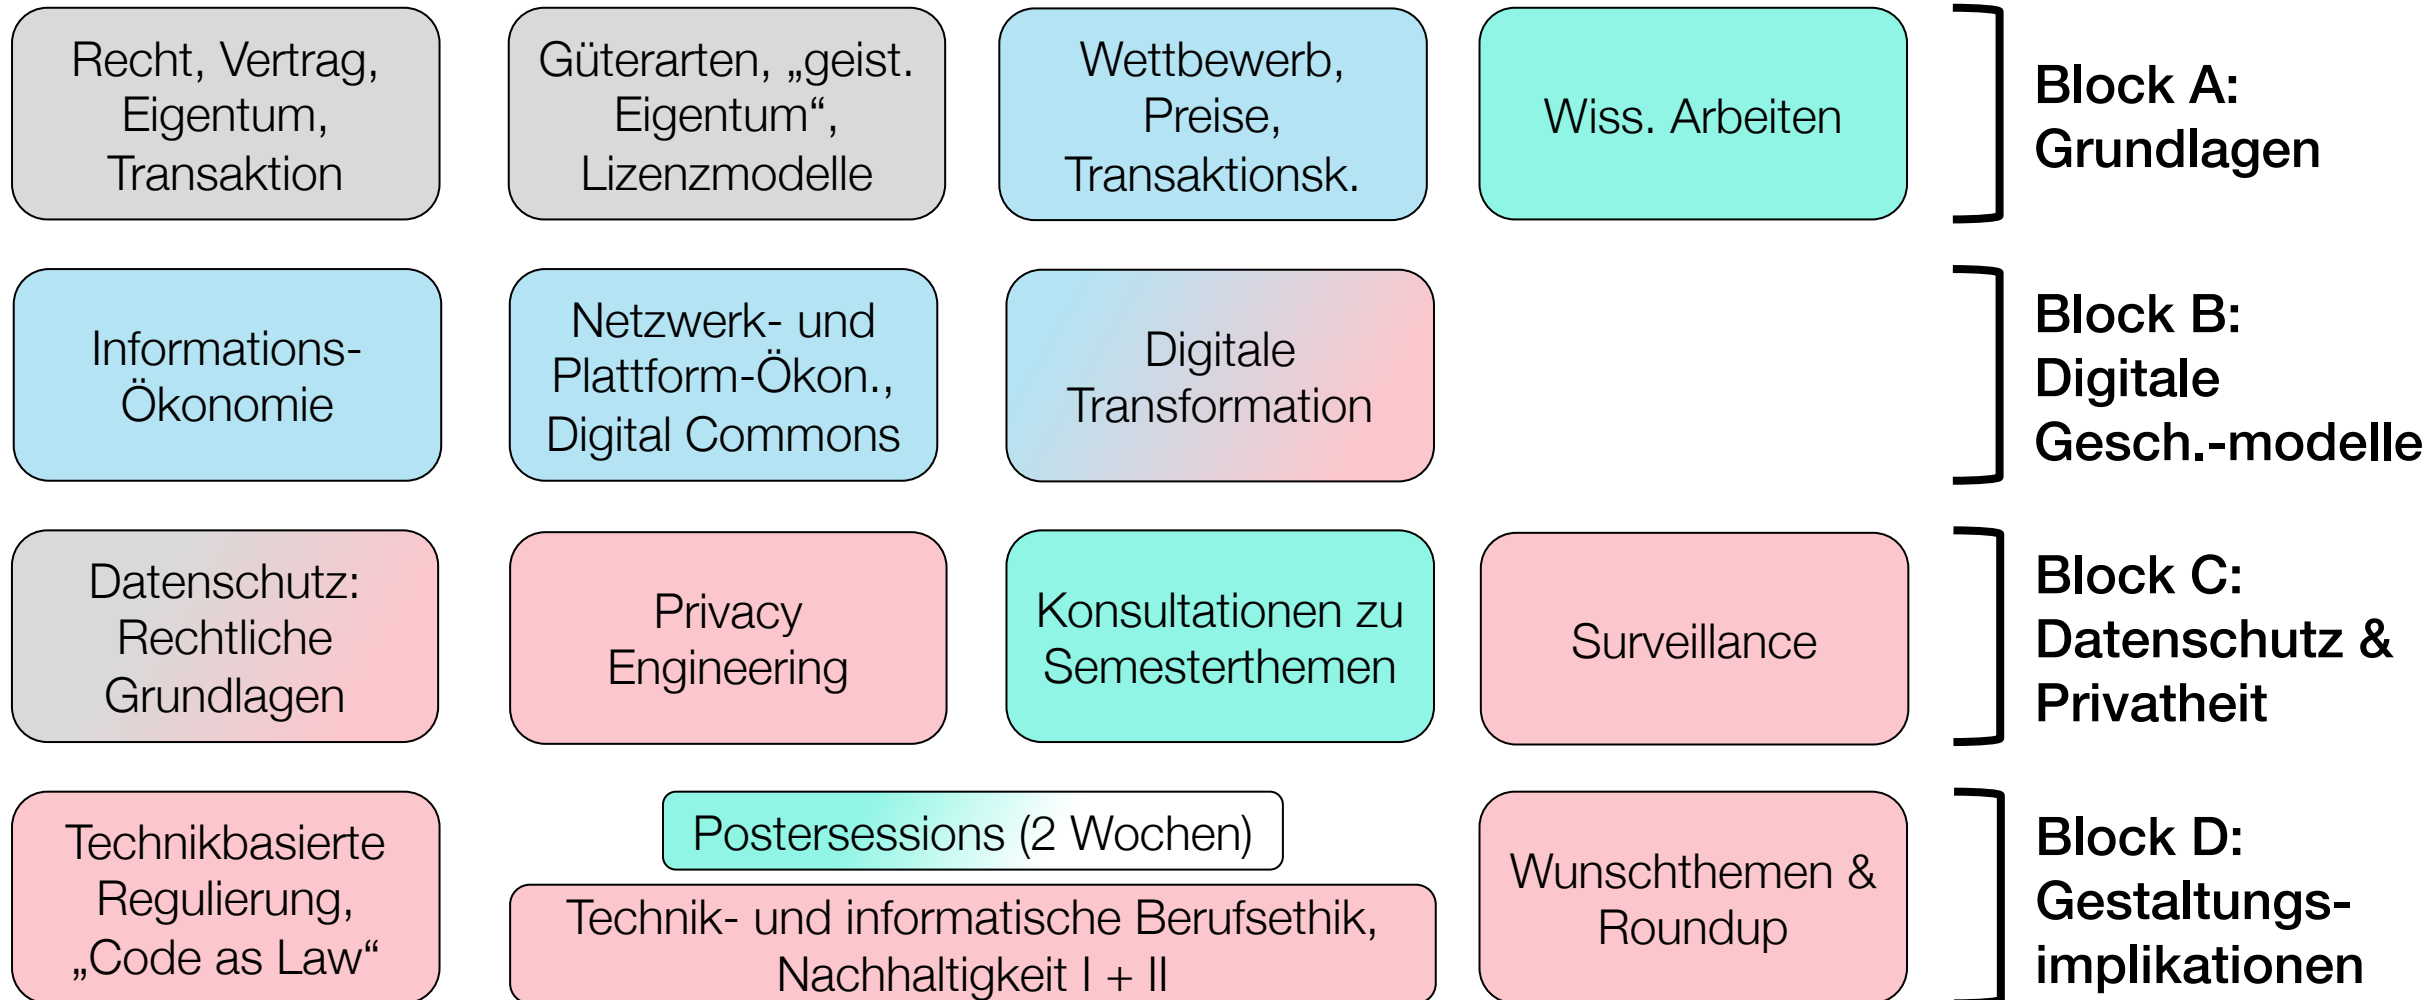 Recht, Vertrag,
Eigentum,
Transaktion
Güterarten, „geist.
Eigentum“,
Lizenzmodelle
Wettbewerb,
Preise,
Transaktionsk.
Wiss. Arbeiten
Block A:
Grundlagen
Informations-
Ökonomie
Netzwerk- und
Plattform-Ökon.,
Digital Commons
Digitale
Transformation
Block B:
Digitale
Gesch.-modelle
Datenschutz:
Rechtliche
Grundlagen
Privacy
Engineering
Konsultationen zu
Semesterthemen
Surveillance
Block C:
Datenschutz &
Privatheit
Technikbasierte
Regulierung,
„Code as Law“
Postersessions (2 Wochen)
Technik- und informatische Berufsethik,
Nachhaltigkeit I + II
Wunschthemen &
Roundup
Block D:
Gestaltungs-
implikationen